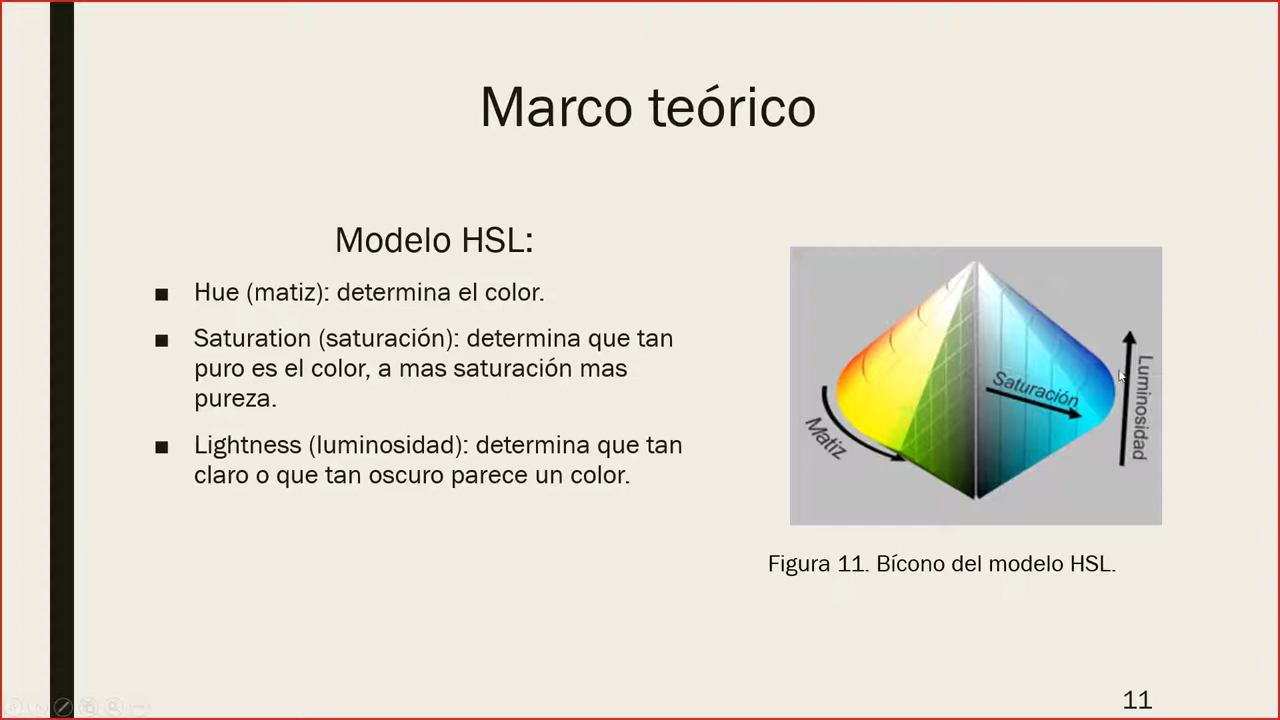 Marco teórico
Modelo HSL:
■ Hue (matiz): determina el color.
■ Saturation (saturación): determina que tan
puro es el color, a mas saturación mas
pureza.
■ Lightness (luminosidad): determina que tan
claro o que tan oscuro parece un color.
Matiz
Saturación
Luminosidad
Figura 11. Bícono del modelo HSL.
11